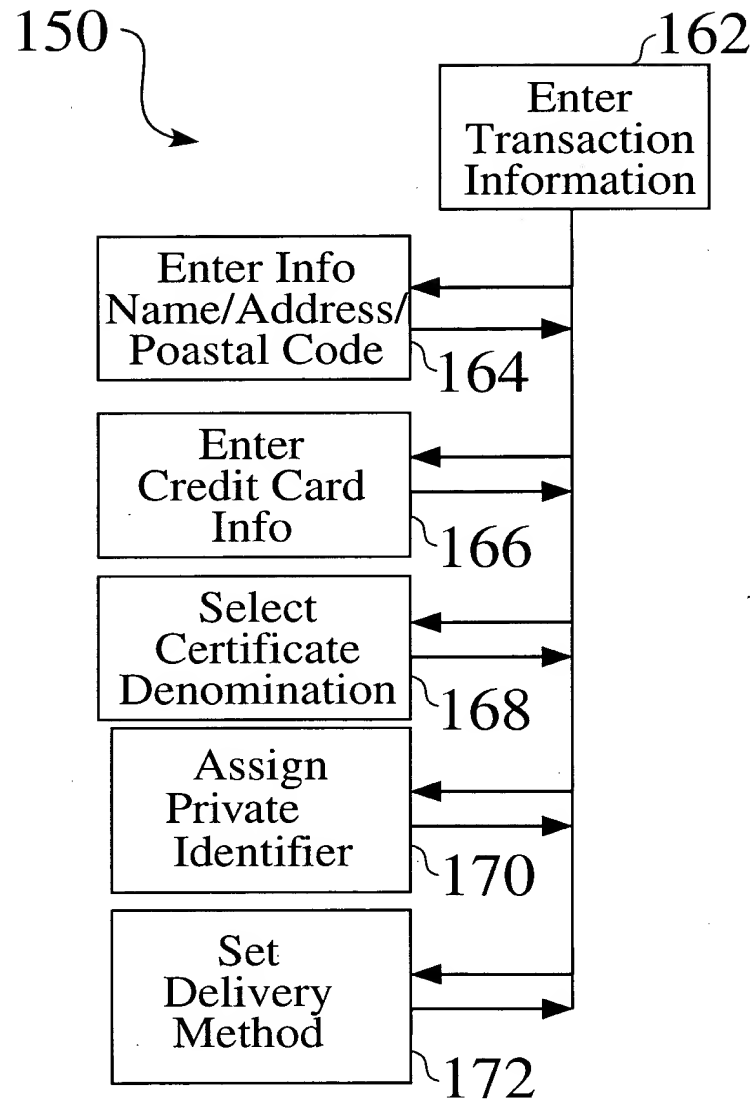 150
162
Enter
Transaction
Information
Enter Info
Name/Address/
Poastal Code
164
Enter
Credit Card
Info
166
Select
Certificate
Denomination
168
Assign
Private
Identifier
170
Set
Delivery
Method
172